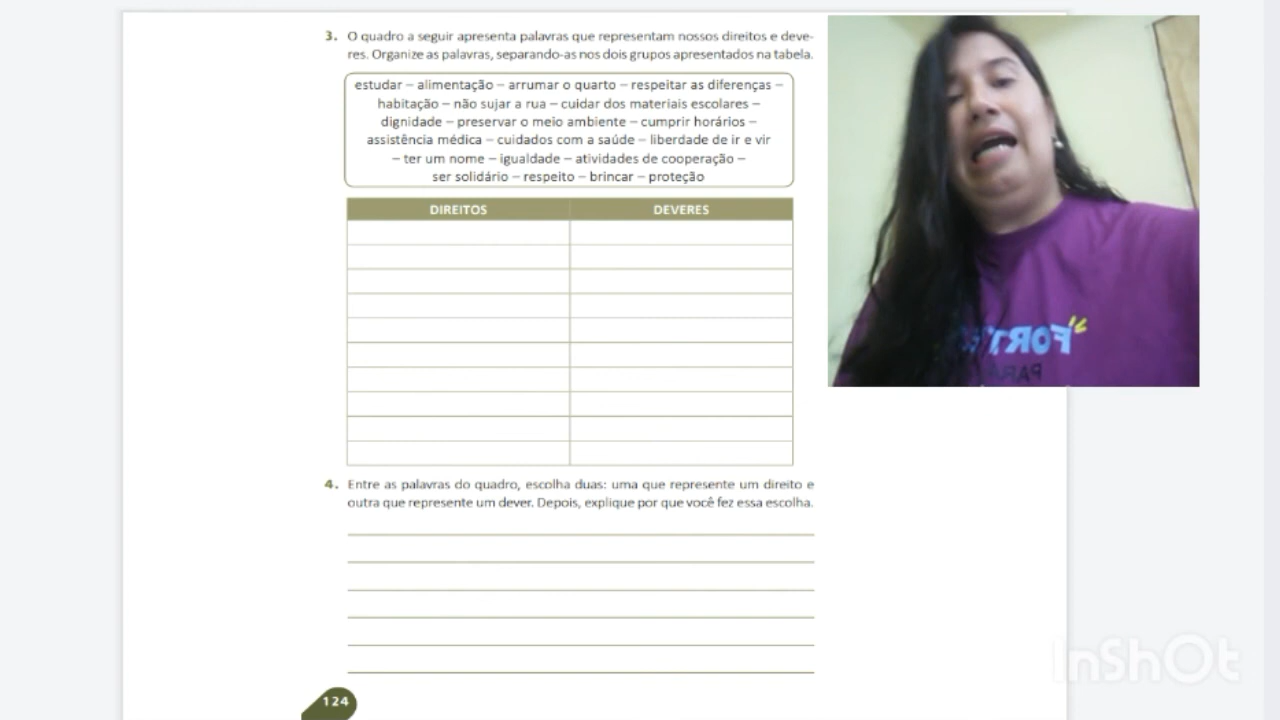 3. O quadro a seguir apresenta palavras que representam nossos direitos e deve-
res. Organize as palavras, separando-as nos dois grupos apresentados na tabela.
estudar – alimentação – arrumar o quarto – respeitar as diferenças –
habitação – não sujar a rua – cuidar dos materiais escolares –
dignidade – preservar o meio ambiente – cumprir horários –
assistência médica – cuidados com a saúde – liberdade de ir e vir
– ter um nome – igualdade – atividades de cooperação –
ser solidário – respeito – brincar – proteção
DIREITOS DEVERES
4. Entre as palavras do quadro, escolha duas: uma que represente um direito e
outra que represente um dever. Depois, explique por que você fez essa escolha.
124
InShOt